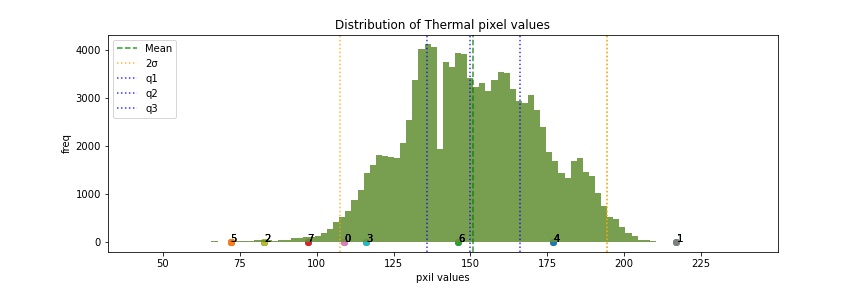 Distribution of Thermal pixel values
Mean
2σ
q1
q2
q3
freq
4000
3000
2000
1000
0
5 2 7 0 3 6 4 1
50 75 100 125 150 175 200 225
pxil values